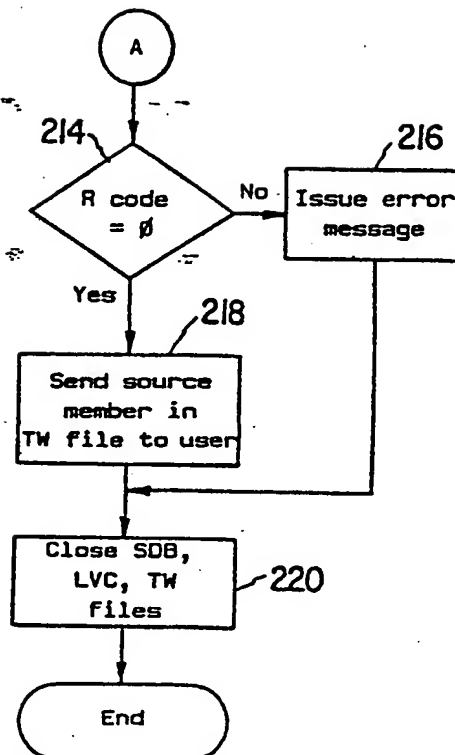 A
214
216
R code
= ø
No
Issue error
message
Yes
218
Send source
member in
TW file to user
Close SDB,
LVC, TW
files
220
End